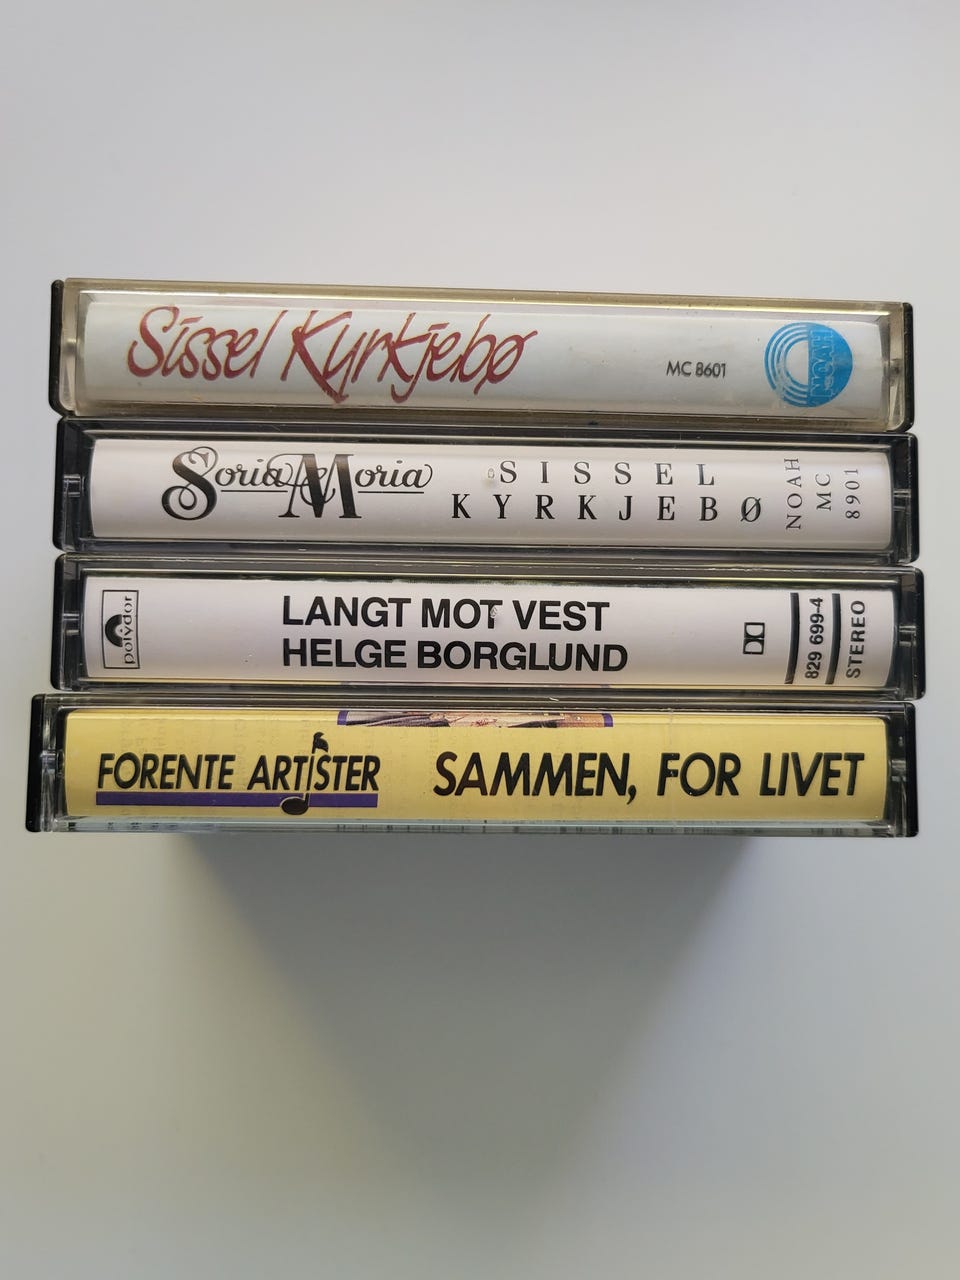 Sissel Kyrkjebø
MC 8601
NOAH
Soria Moria
SISSEL
KYRKJEBØ
NOAH
MC
8901
polydor
LANGT MOT VEST
HELGE BORGLUND
829 699-4
STEREO
FORENTE ARTISTER
SAMMEN, FOR LIVET